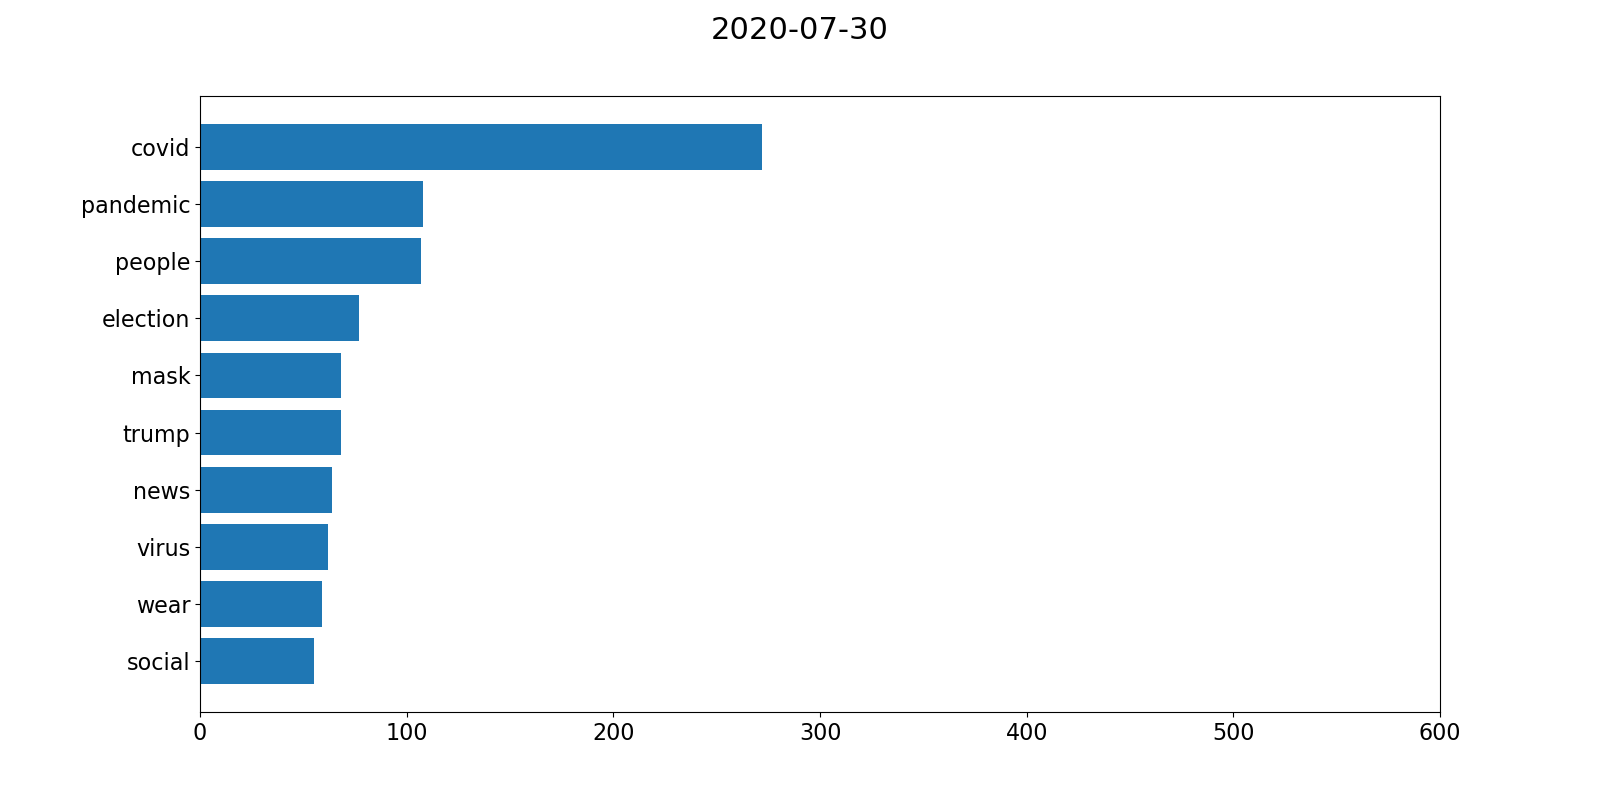 2020-07-30
covid
pandemic
people
election
mask
trump
news
virus
wear
social
0 100 200 300 400 500 600